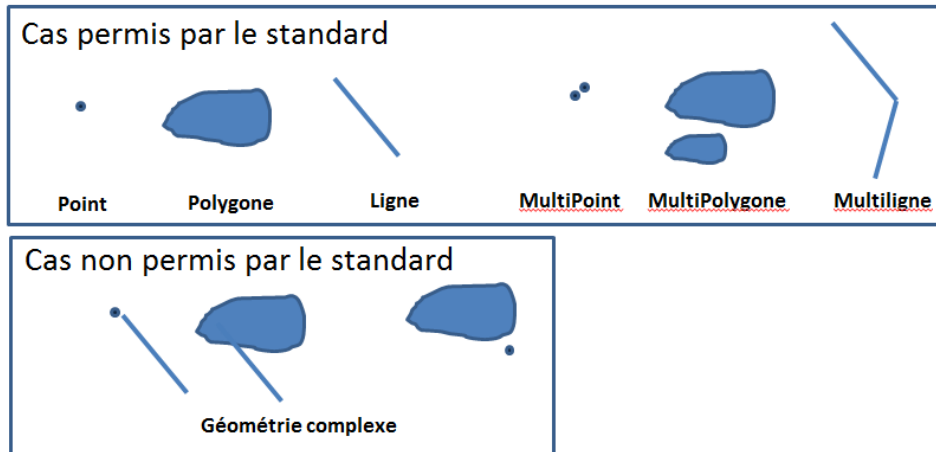 Cas permis par le standard
Point Polygone Ligne MultiPoint MultiPolygone Multiligne
Cas non permis par le standard
Géométrie complexe